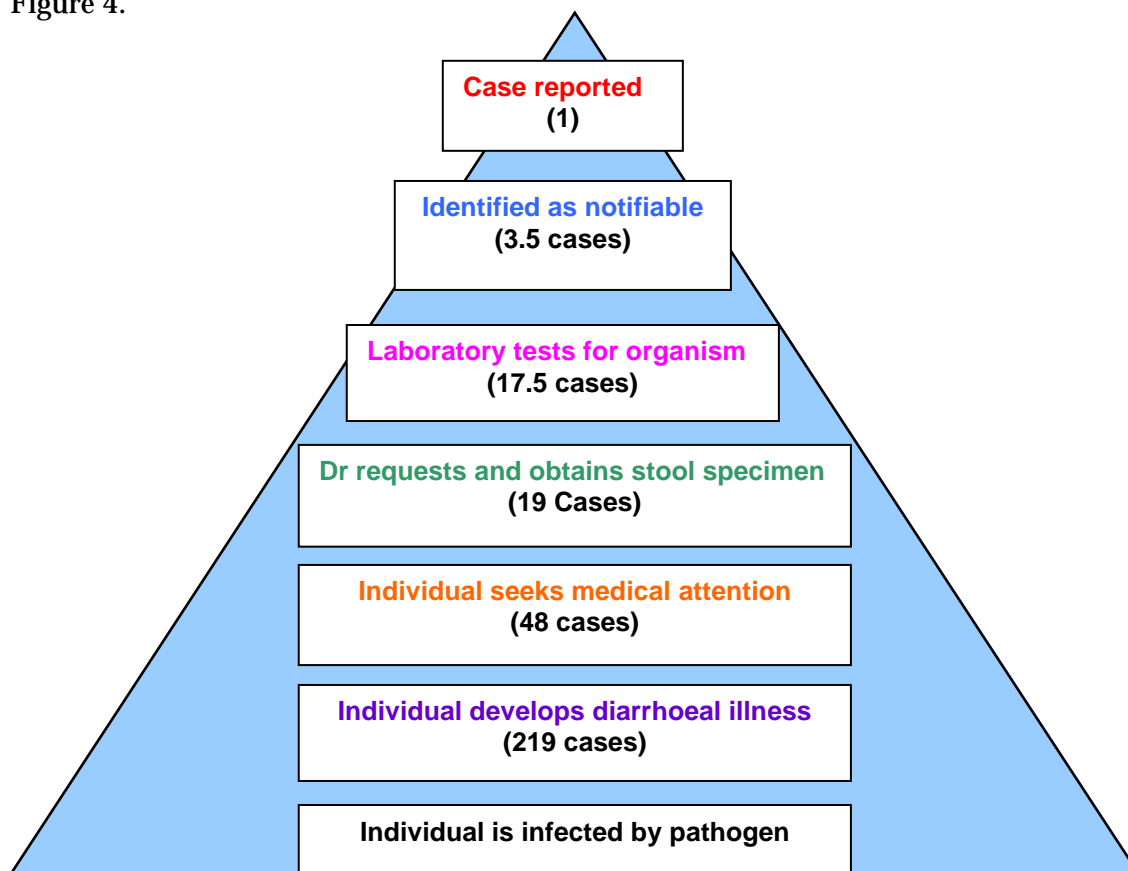 Figure 4.
Case reported
(1)
Identified as notifiable
(3.5 cases)
Laboratory tests for organism
(17.5 cases)
Dr requests and obtains stool specimen
(19 Cases)
Individual seeks medical attention
(48 cases)
Individual develops diarrhoeal illness
(219 cases)
Individual is infected by pathogen